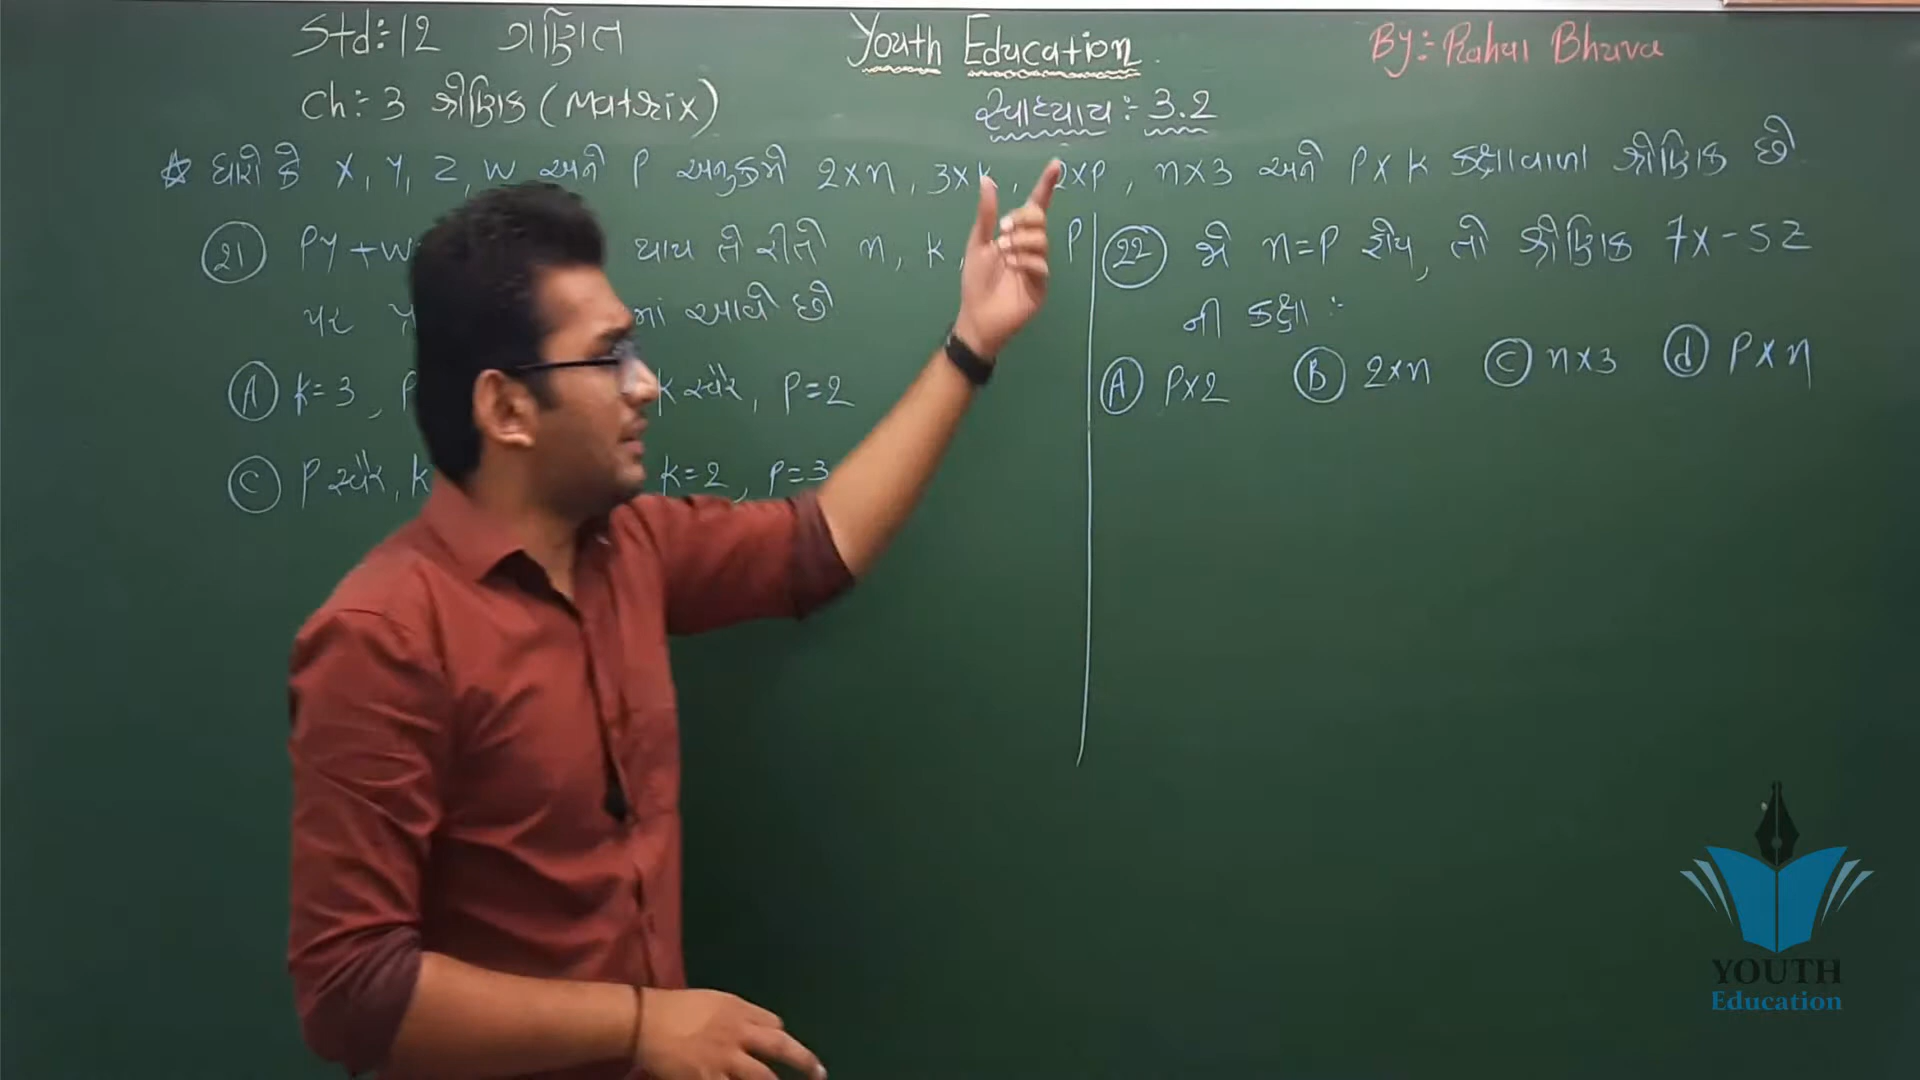 Std:-12 ગણિત
Youth Education.
By:- Rahul Bhuva
Ch:- 3 શ્રેણિક (Matrix)
સ્વાધ્યાય :- 3.2
☆ ધારો કે X, Y, Z, W અને P અનુક્રમે 2×n, 3×k, 2×P, n×3 અને P×k કક્ષાવાળા શ્રેણિક છે
21 PY+W થાય તે રીતે n, k, P
પર માં આવે છે
A k=3, P k સ્વૈર, P=2
C P સ્વૈર, k k=2, P=3
22 જો n=P હોય, તો શ્રેણિક 7X-5Z
ની કક્ષા :-
A P×2 B 2×n C n×3 d P×n
YOUTH
Education